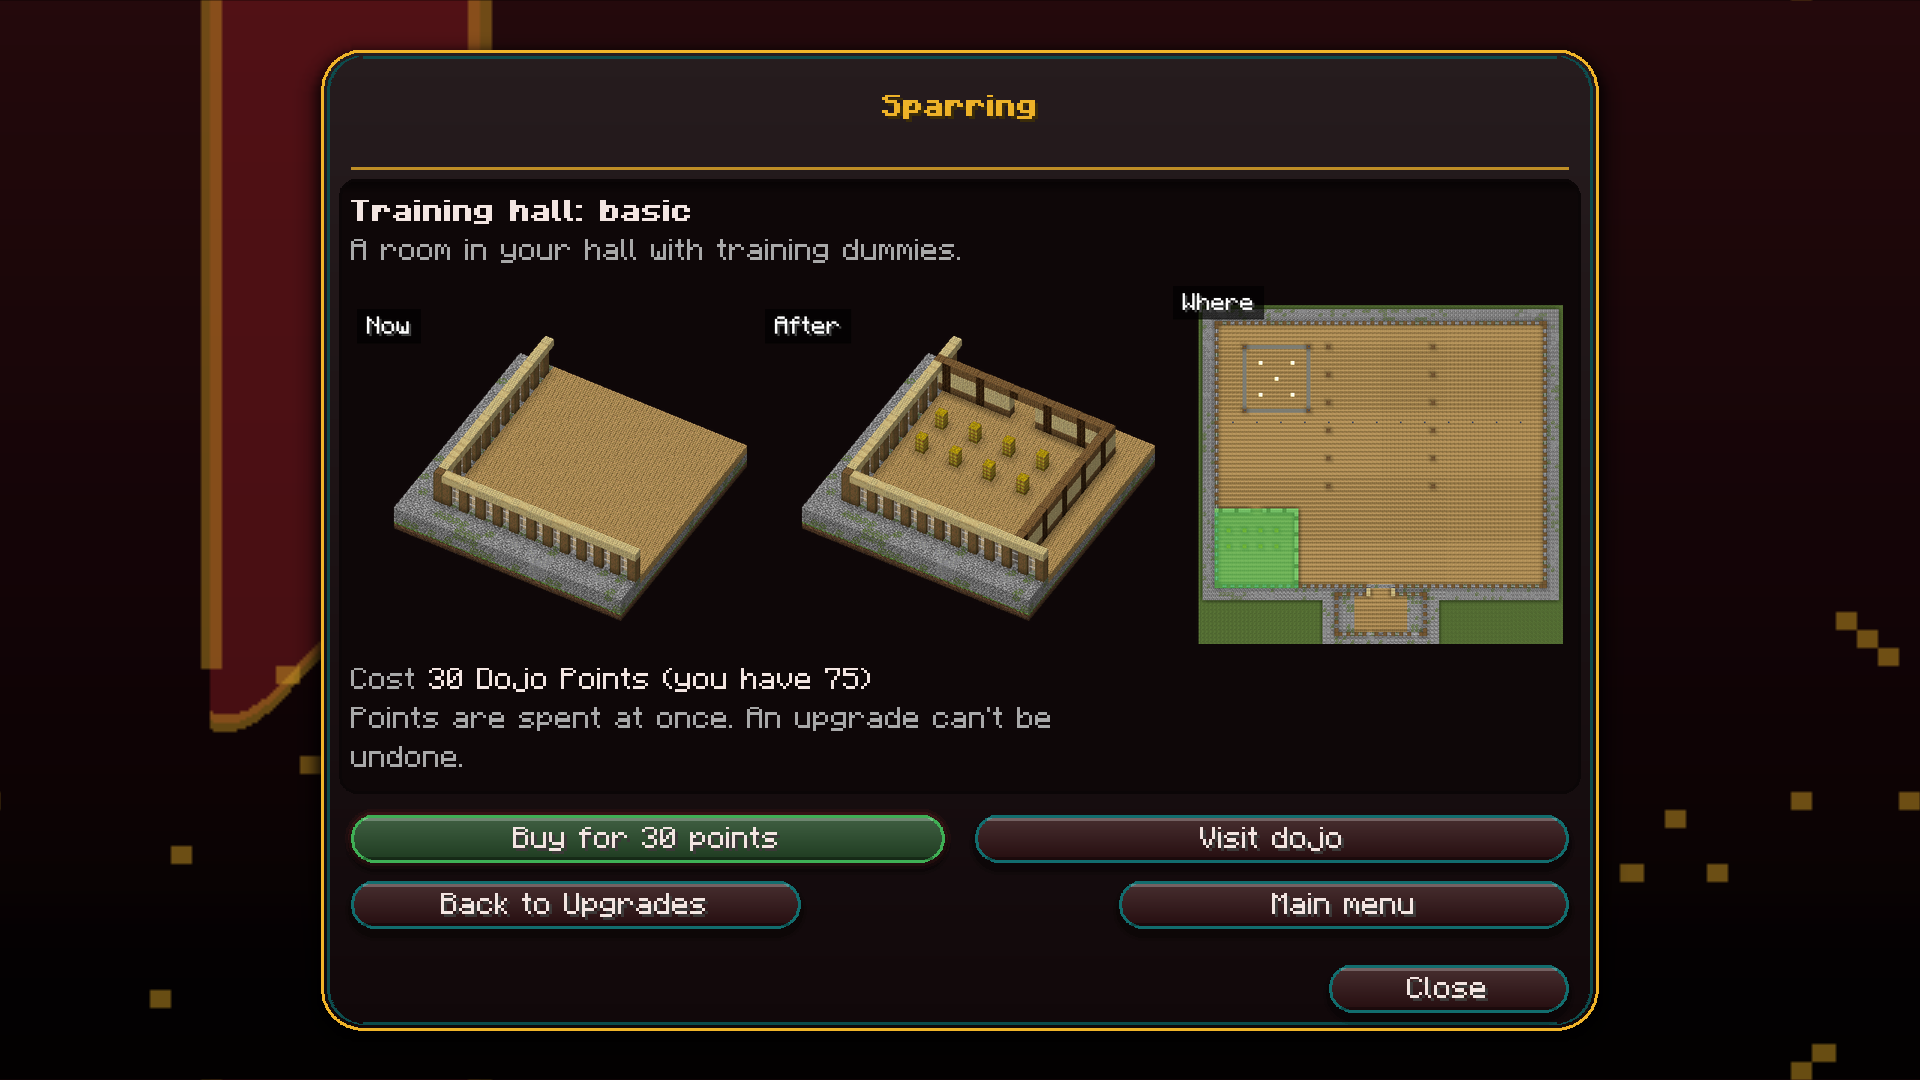 Sparring
Training hall: basic
A room in your hall with training dummies.
Now
After
Where
Cost 30 Dojo Points (you have 75)
Points are spent at once. An upgrade can't be
undone.
Buy for 30 points
Visit dojo
Back to Upgrades
Main menu
Close